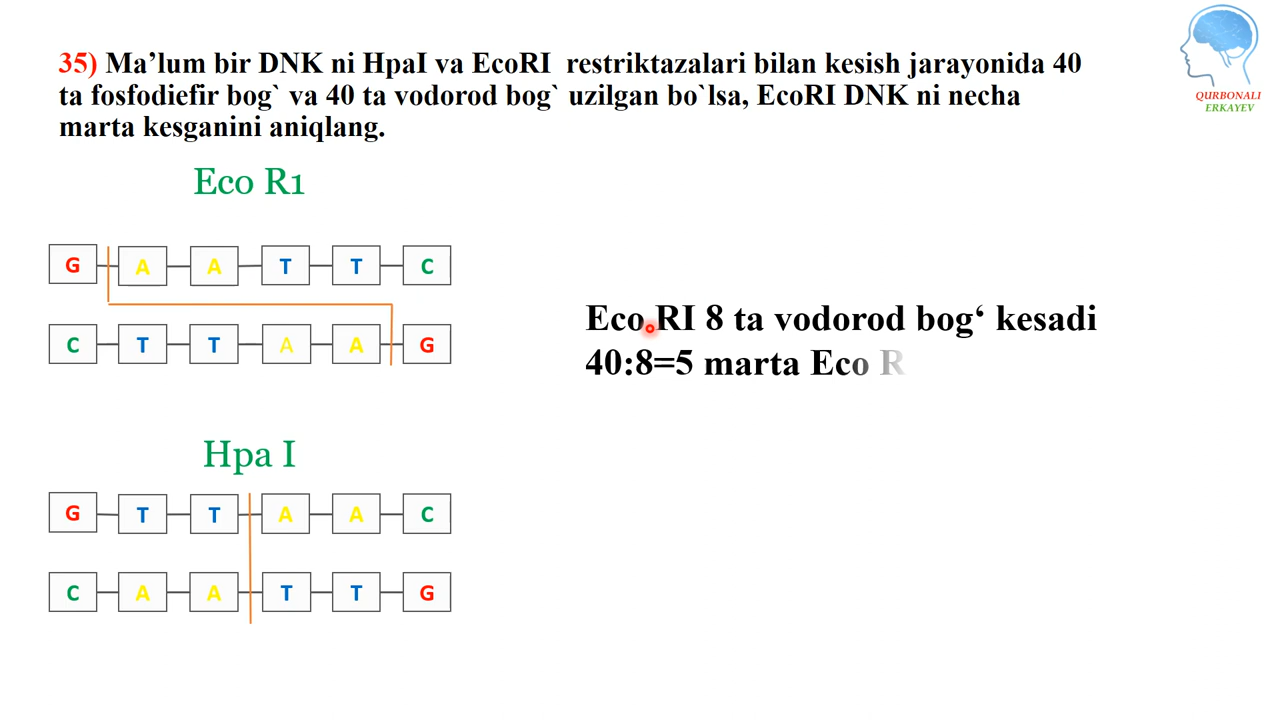 35) Ma’lum bir DNK ni HpaI va EcoRI restriktazalari bilan kesish jarayonida 40
ta fosfodiefir bog` va 40 ta vodorod bog` uzilgan bo`lsa, EcoRI DNK ni necha
marta kesganini aniqlang.
QURBONALI
ERKAYEV
Eco R1
G A A T T C
C T T A A G
Eco RI 8 ta vodorod bog‘ kesadi
40:8=5 marta Eco R
Hpa I
G T T A A C
C A A T T G